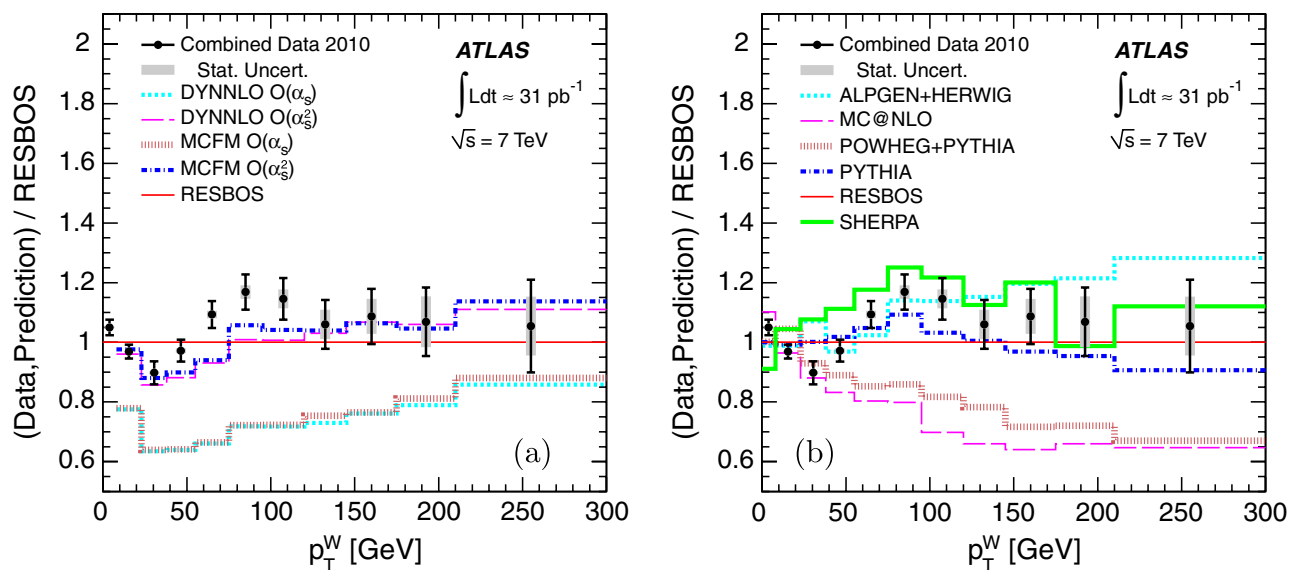 (Data,Prediction) / RESBOS
2
1.8
1.6
1.4
1.2
1
0.8
0.6
Combined Data 2010
Stat. Uncert.
DYNNLO O(αs)
DYNNLO O(αs²)
MCFM O(αs)
MCFM O(αs²)
RESBOS
ATLAS
∫ Ldt ≈ 31 pb⁻¹
√s = 7 TeV
(a)
0 50 100 150 200 250 300
pTW [GeV]
(Data,Prediction) / RESBOS
2
1.8
1.6
1.4
1.2
1
0.8
0.6
Combined Data 2010
Stat. Uncert.
ALPGEN+HERWIG
MC@NLO
POWHEG+PYTHIA
PYTHIA
RESBOS
SHERPA
ATLAS
∫ Ldt ≈ 31 pb⁻¹
√s = 7 TeV
(b)
0 50 100 150 200 250 300
pTW [GeV]